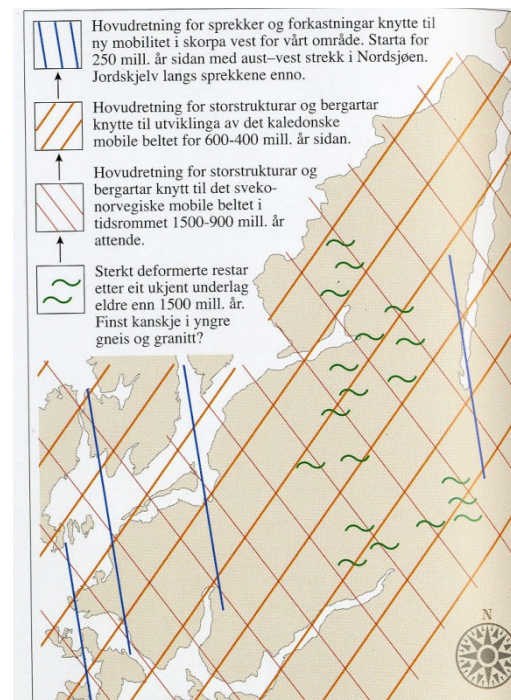 Hovudretning for sprekker og forkastningar knytte til
ny mobilitet i skorpa vest for vårt område. Starta for
250 mill. år sidan med aust–vest strekk i Nordsjøen.
Jordskjelv langs sprekkene enno.
Hovudretning for storstrukturar og bergartar
knytte til utviklinga av det kaledonske
mobile beltet for 600-400 mill. år sidan.
Hovudretning for storstrukturar og
bergartar knytt til det sveko-
norvegiske mobile beltet i
tidsrommet 1500-900 mill. år
attende.
Sterkt deformerte restar
etter eit ukjent underlag
eldre enn 1500 mill. år.
Finst kanskje i yngre
gneis og granitt?
N